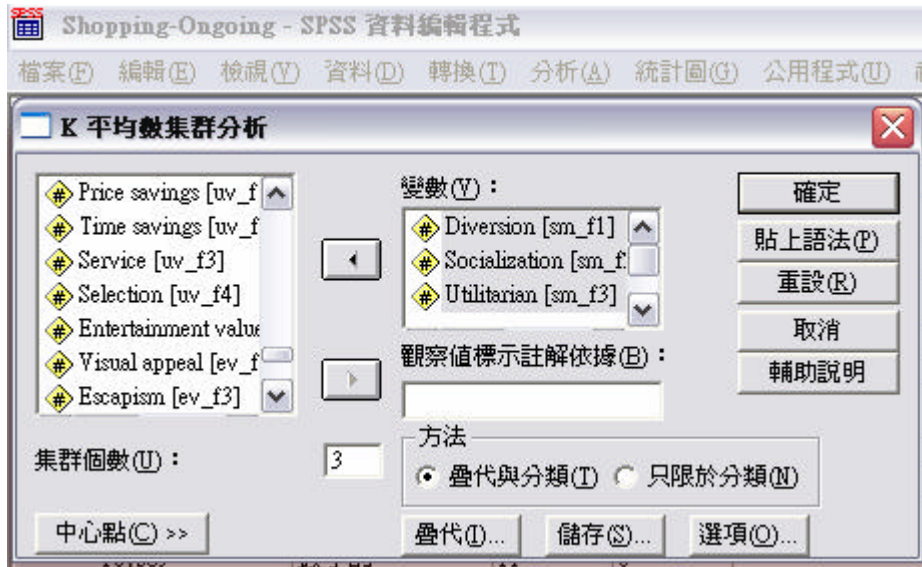 SPSS
Shopping-Ongoing - SPSS 資料編輯程式
檔案(F) 編輯(E) 檢視(V) 資料(D) 轉換(T) 分析(A) 統計圖(G) 公用程式(U)
K 平均數集群分析
Price savings [uv_f
Time savings [uv_f
Service [uv_f3]
Selection [uv_f4]
Entertainment value
Visual appeal [ev_f
Escapism [ev_f3]
變數(V)：
Diversion [sm_f1]
Socialization [sm_f
Utilitarian [sm_f3]
觀察值標示註解依據(B)：
確定
貼上語法(P)
重設(R)
取消
輔助說明
集群個數(U)： 3
方法
疊代與分類(T) 只限於分類(N)
中心點(C) >> 疊代(I)... 儲存(S)... 選項(O)...